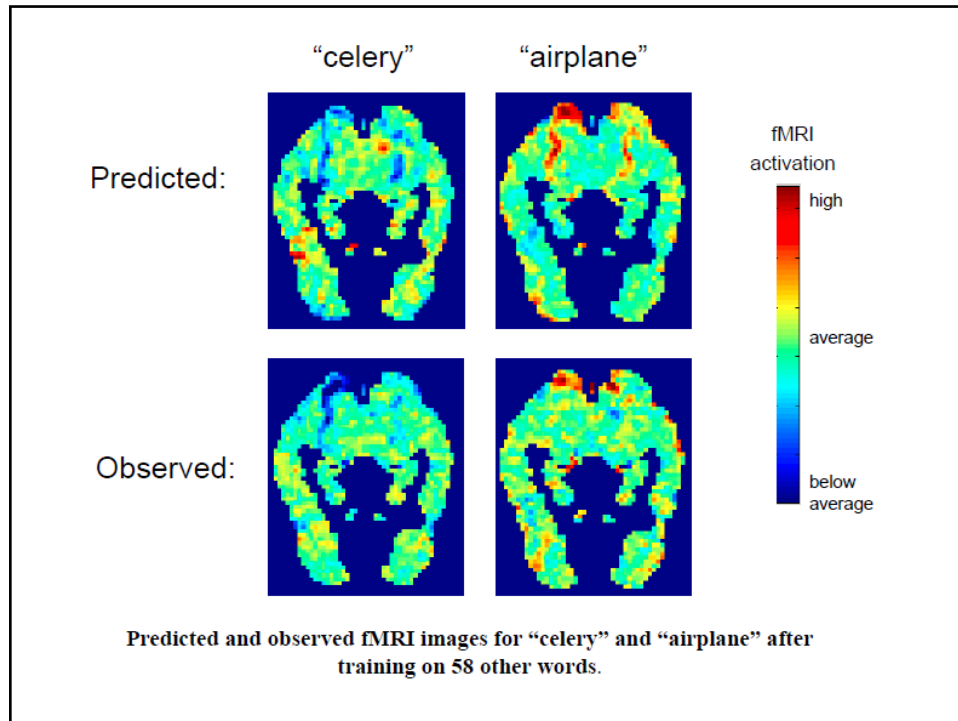 “celery” “airplane”
fMRI
activation
Predicted:
high
average
Observed:
below
average
Predicted and observed fMRI images for “celery” and “airplane” after
training on 58 other words.